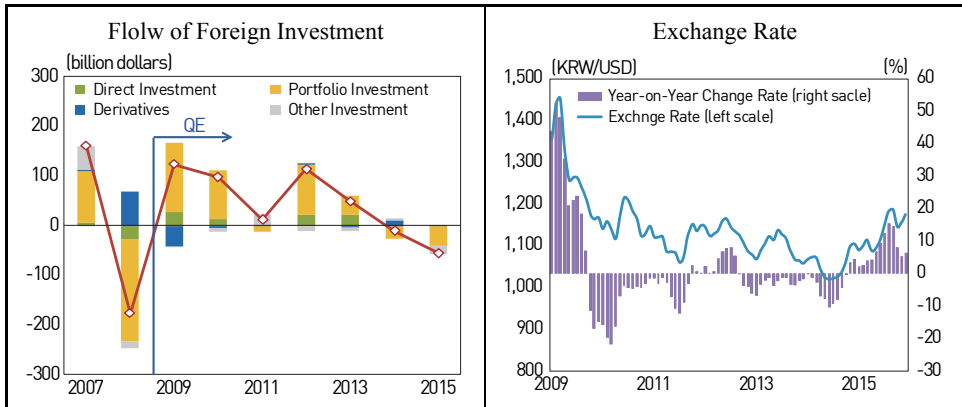 Flolw of Foreign Investment
(billion dollars)
300
200
100
0
-100
-200
-300
Direct Investment
Portfolio Investment
Derivatives
Other Investment
QE
2007 2009 2011 2013 2015
Exchange Rate
(KRW/USD) (%)
1,500
1,400
1,300
1,200
1,100
1,000
900
800
60
50
40
30
20
10
0
-10
-20
-30
Year-on-Year Change Rate (right sacle)
Exchnge Rate (left scale)
2009 2011 2013 2015